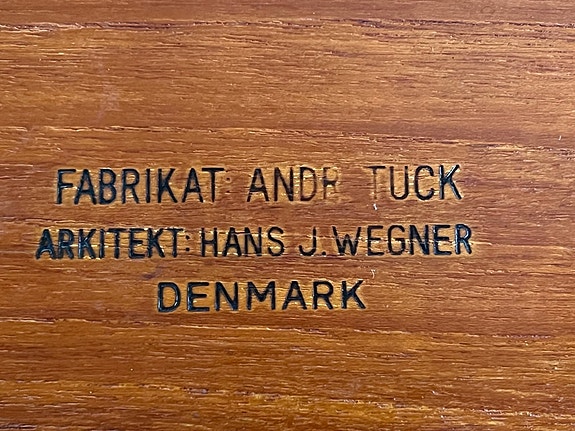 FABRIKAT: ANDR TUCK
ARKITEKT: HANS J. WEGNER
DENMARK